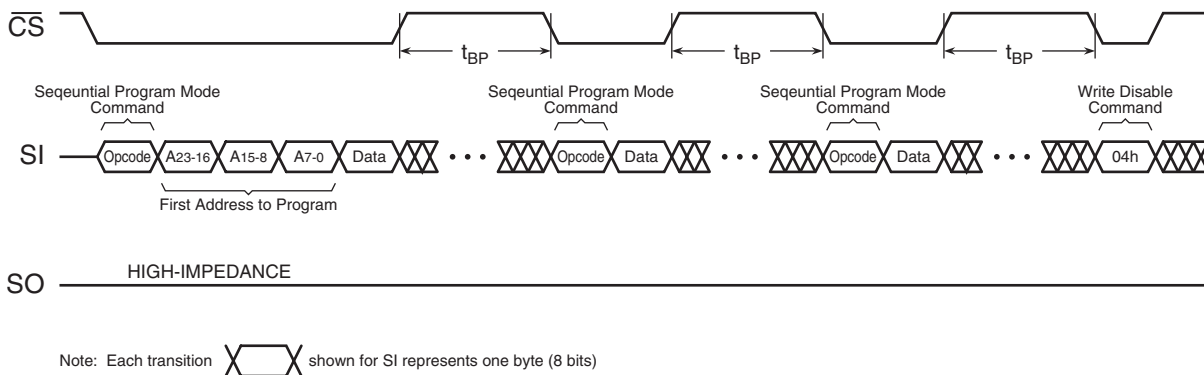 CS
tBP tBP tBP
Seqeuntial Program Mode Command Seqeuntial Program Mode Command Seqeuntial Program Mode Command Write Disable Command
SI Opcode A23-16 A15-8 A7-0 Data • • • Opcode Data • • • Opcode Data • • • 04h
First Address to Program
HIGH-IMPEDANCE
SO
Note: Each transition shown for SI represents one byte (8 bits)